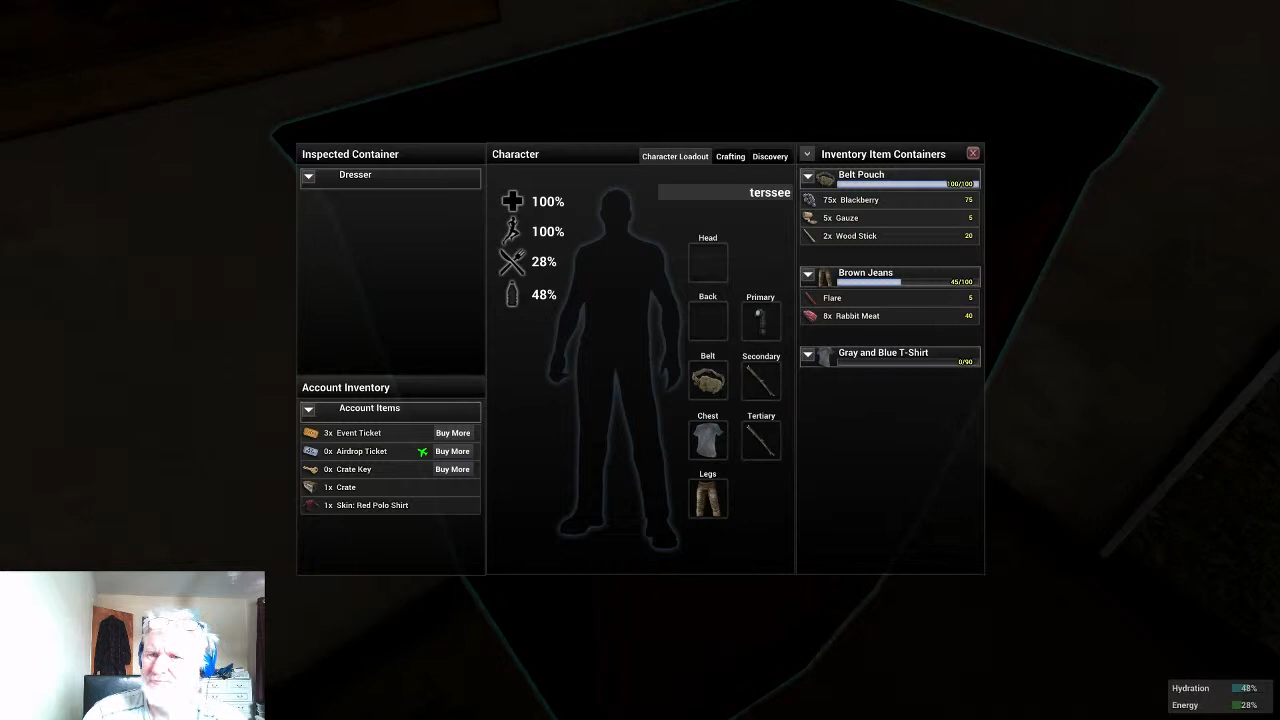 Inspected Container
Dresser
Account Inventory
Account Items
3x Event Ticket Buy More
0x Airdrop Ticket Buy More
0x Crate Key Buy More
1x Crate
1x Skin: Red Polo Shirt
Character
Character Loadout Crafting Discovery
terssee
100%
100%
28%
48%
Head
Back Primary
Belt Secondary
Chest Tertiary
Legs
Inventory Item Containers
Belt Pouch
100/100
75x Blackberry 75
5x Gauze 5
2x Wood Stick 20
Brown Jeans
45/100
Flare 5
8x Rabbit Meat 40
Gray and Blue T-Shirt
0/90
Hydration 48%
Energy 28%